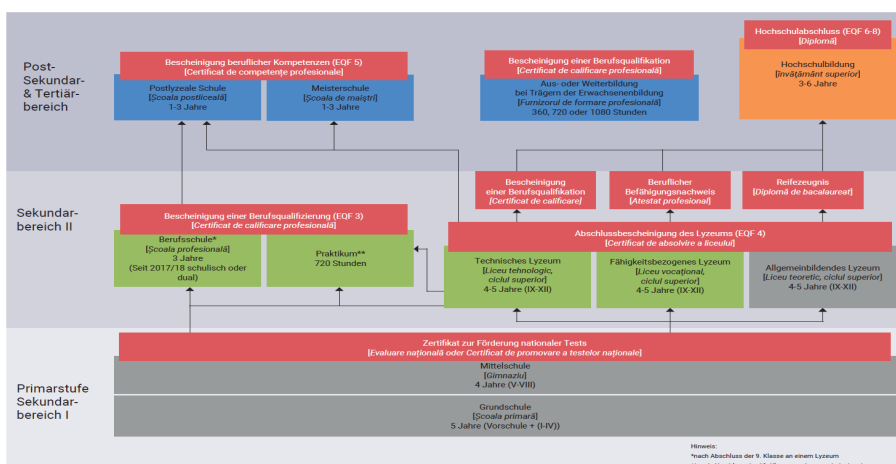 Post-
Sekundar-
& Tertiär-
bereich
Bescheinigung beruflicher Kompetenzen (EQF 5)
[Certificat de competențe profesionale]
Postlyzeale Schule
[Școala postliceală]
1-3 Jahre
Meisterschule
[Școala de maiștri]
1-3 Jahre
Bescheinigung einer Berufsqualifikation
[Certificat de calificare profesională]
Aus- oder Weiterbildung
bei Trägern der Erwachsenenbildung
[Furnizorul de formare profesională]
360, 720 oder 1080 Stunden
Hochschulabschluss (EQF 6-8)
[Diplomă]
Hochschulbildung
[învățământ superior]
3-6 Jahre
Sekundar-
bereich II
Bescheinigung einer Berufsqualifizierung (EQF 3)
[Certificat de calificare profesională]
Berufsschule*
[Școala profesională]
3 Jahre
(Seit 2017/18 schulisch oder
dual)
Praktikum**
720 Stunden
Bescheinigung
einer Berufsqualifikation
[Certificat de calificare]
Beruflicher
Befähigungsnachweis
[Atestat profesional]
Reifezeugnis
[Diplomă de bacalaureat]
Abschlussbescheinigung des Lyzeums (EQF 4)
[Certificat de absolvire a liceului]
Technisches Lyzeum
[Liceu tehnologic,
ciclul superior]
4-5 Jahre (IX-XII)
Fähigkeitsbezogenes Lyzeum
[Liceu vocațional,
ciclul superior]
4-5 Jahre (IX-XII)
Allgemeinbildendes Lyzeum
[Liceu teoretic, ciclul superior]
4-5 Jahre (IX-XII)
Primarstufe
Sekundar-
bereich I
Zertifikat zur Förderung nationaler Tests
[Evaluare națională oder Certificat de promovare a testelor naționale]
Mittelschule
[Gimnaziu]
4 Jahre (V-VIII)
Grundschule
[Școala primară]
5 Jahre (Vorschule + (I-IV))
Hinweis:
*nach Abschluss der 9. Klasse an einem Lyzeum